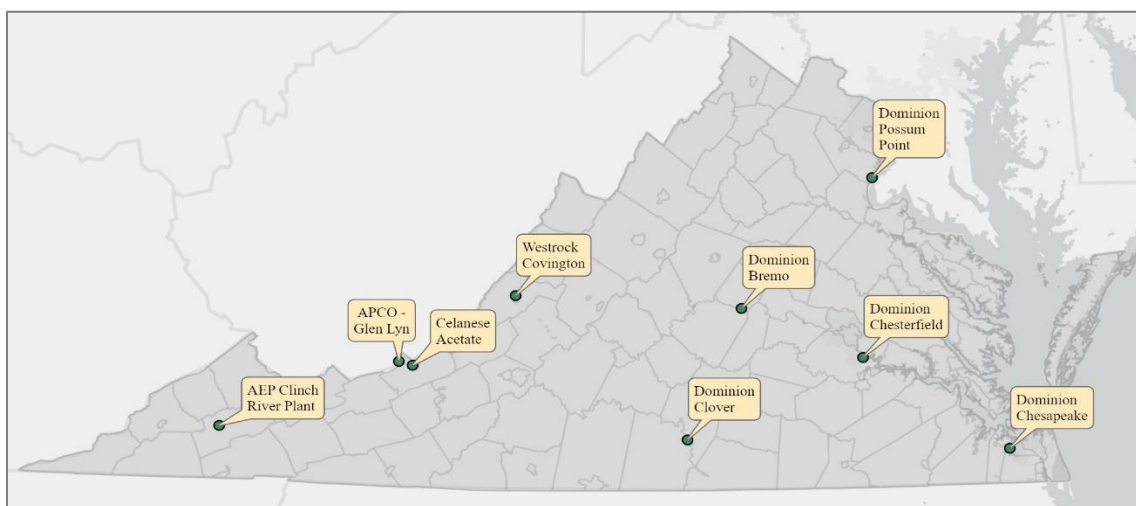 Dominion
Possum
Point
Westrock
Covington
Dominion
Bremo
APCO -
Glen Lyn
Celanese
Acetate
Dominion
Chesterfield
AEP Clinch
River Plant
Dominion
Clover
Dominion
Chesapeake